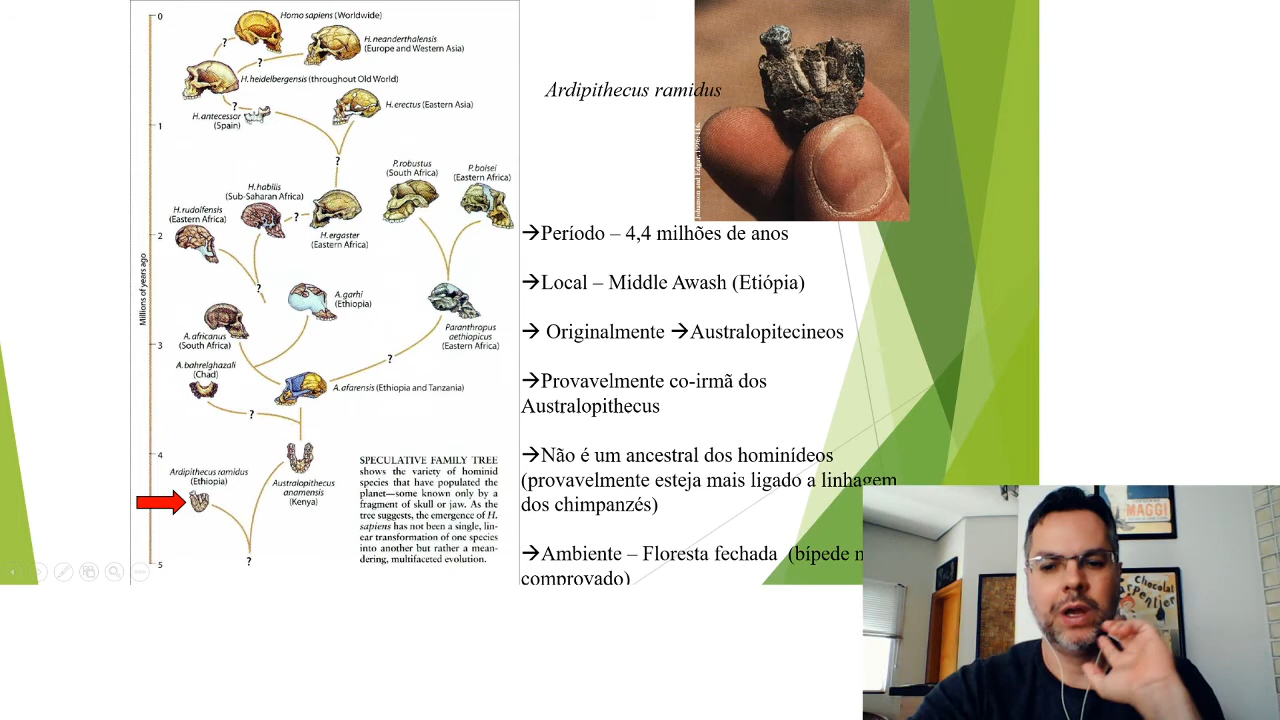 0
Homo sapiens (Worldwide)
?
H. neanderthalensis
(Europe and Western Asia)
?
H. heidelbergensis (throughout Old World)
?
H. erectus (Eastern Asia)
H. antecessor
(Spain)
1
?
P. robustus
(South Africa)
P. boisei
(Eastern Africa)
H. habilis
(Sub-Saharan Africa)
H. rudolfensis
(Eastern Africa)
?
H. ergaster
(Eastern Africa)
2
Millions of years ago
?
A. garhi
(Ethiopia)
A. africanus
(South Africa)
Paranthropus
aethiopicus
(Eastern Africa)
3
?
A. bahrelghazali
(Chad)
A. afarensis (Ethiopia and Tanzania)
?
4
Ardipithecus ramidus
(Ethiopia)
Australopithecus
anamensis
(Kenya)
?
5
SPECULATIVE FAMILY TREE
shows the variety of hominid
species that have populated the
planet—some known only by a
fragment of skull or jaw. As the
tree suggests, the emergence of H.
sapiens has not been a single, lin-
ear transformation of one species
into another but rather a mean-
dering, multifaceted evolution.
Ardipithecus ramidus
Johanson and Edgar, 1996:116.
→Período – 4,4 milhões de anos
→Local – Middle Awash (Etiópia)
→ Originalmente →Australopitecineos
→Provavelmente co-irmã dos
Australopithecus
→Não é um ancestral dos hominídeos
(provavelmente esteja mais ligado a linhagem
dos chimpanzés)
→Ambiente – Floresta fechada (bípede
comprovado)
MAGGI
Chocolat
Carpentier